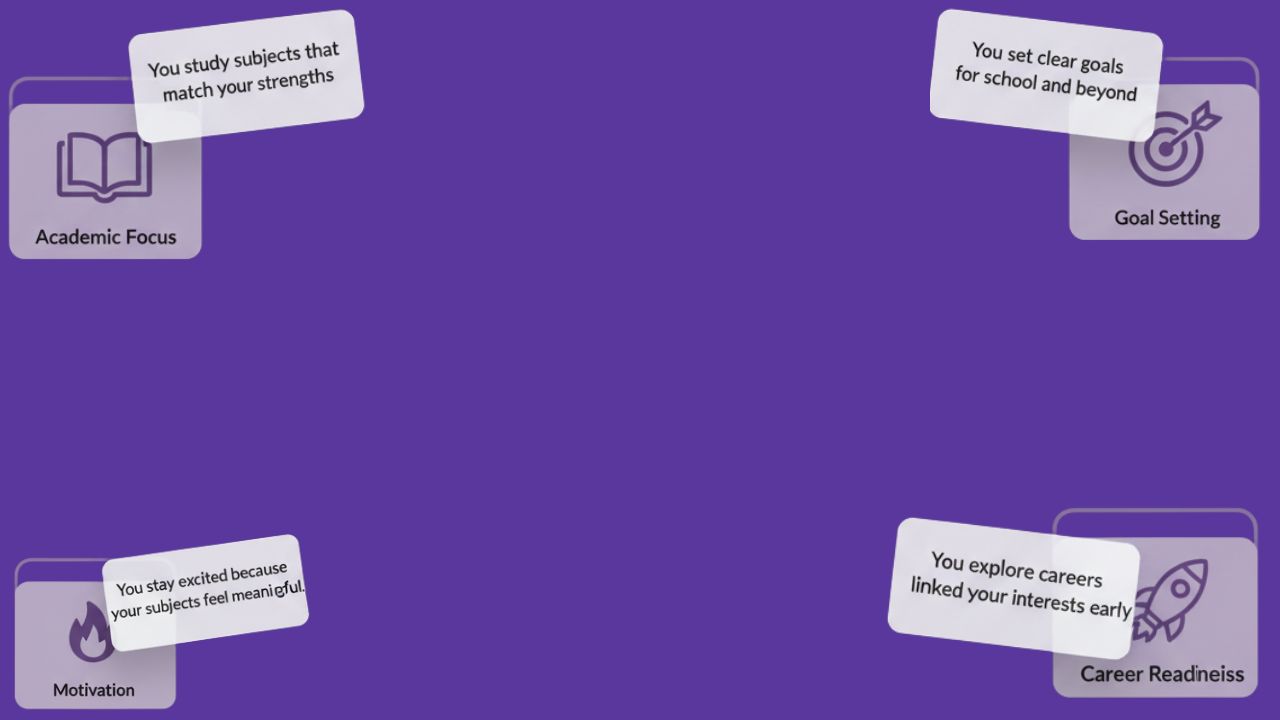 You study subjects that
match your strengths
Academic Focus
You set clear goals
for school and beyond
Goal Setting
You stay excited because
your subjects feel meanigful.
Motivation
You explore careers
linked your interests early
Career Readineiss